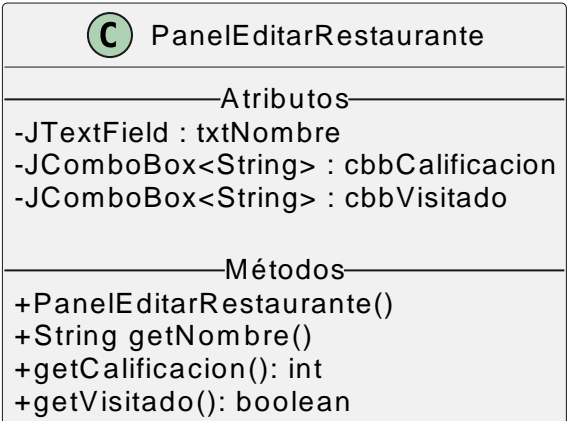 C PanelEditarRestaurante
Atributos
-JTextField : txtNombre
-JComboBox<String> : cbbCalificacion
-JComboBox<String> : cbbVisitado
Métodos
+PanelEditarRestaurante()
+String getNombre()
+getCalificacion(): int
+getVisitado(): boolean